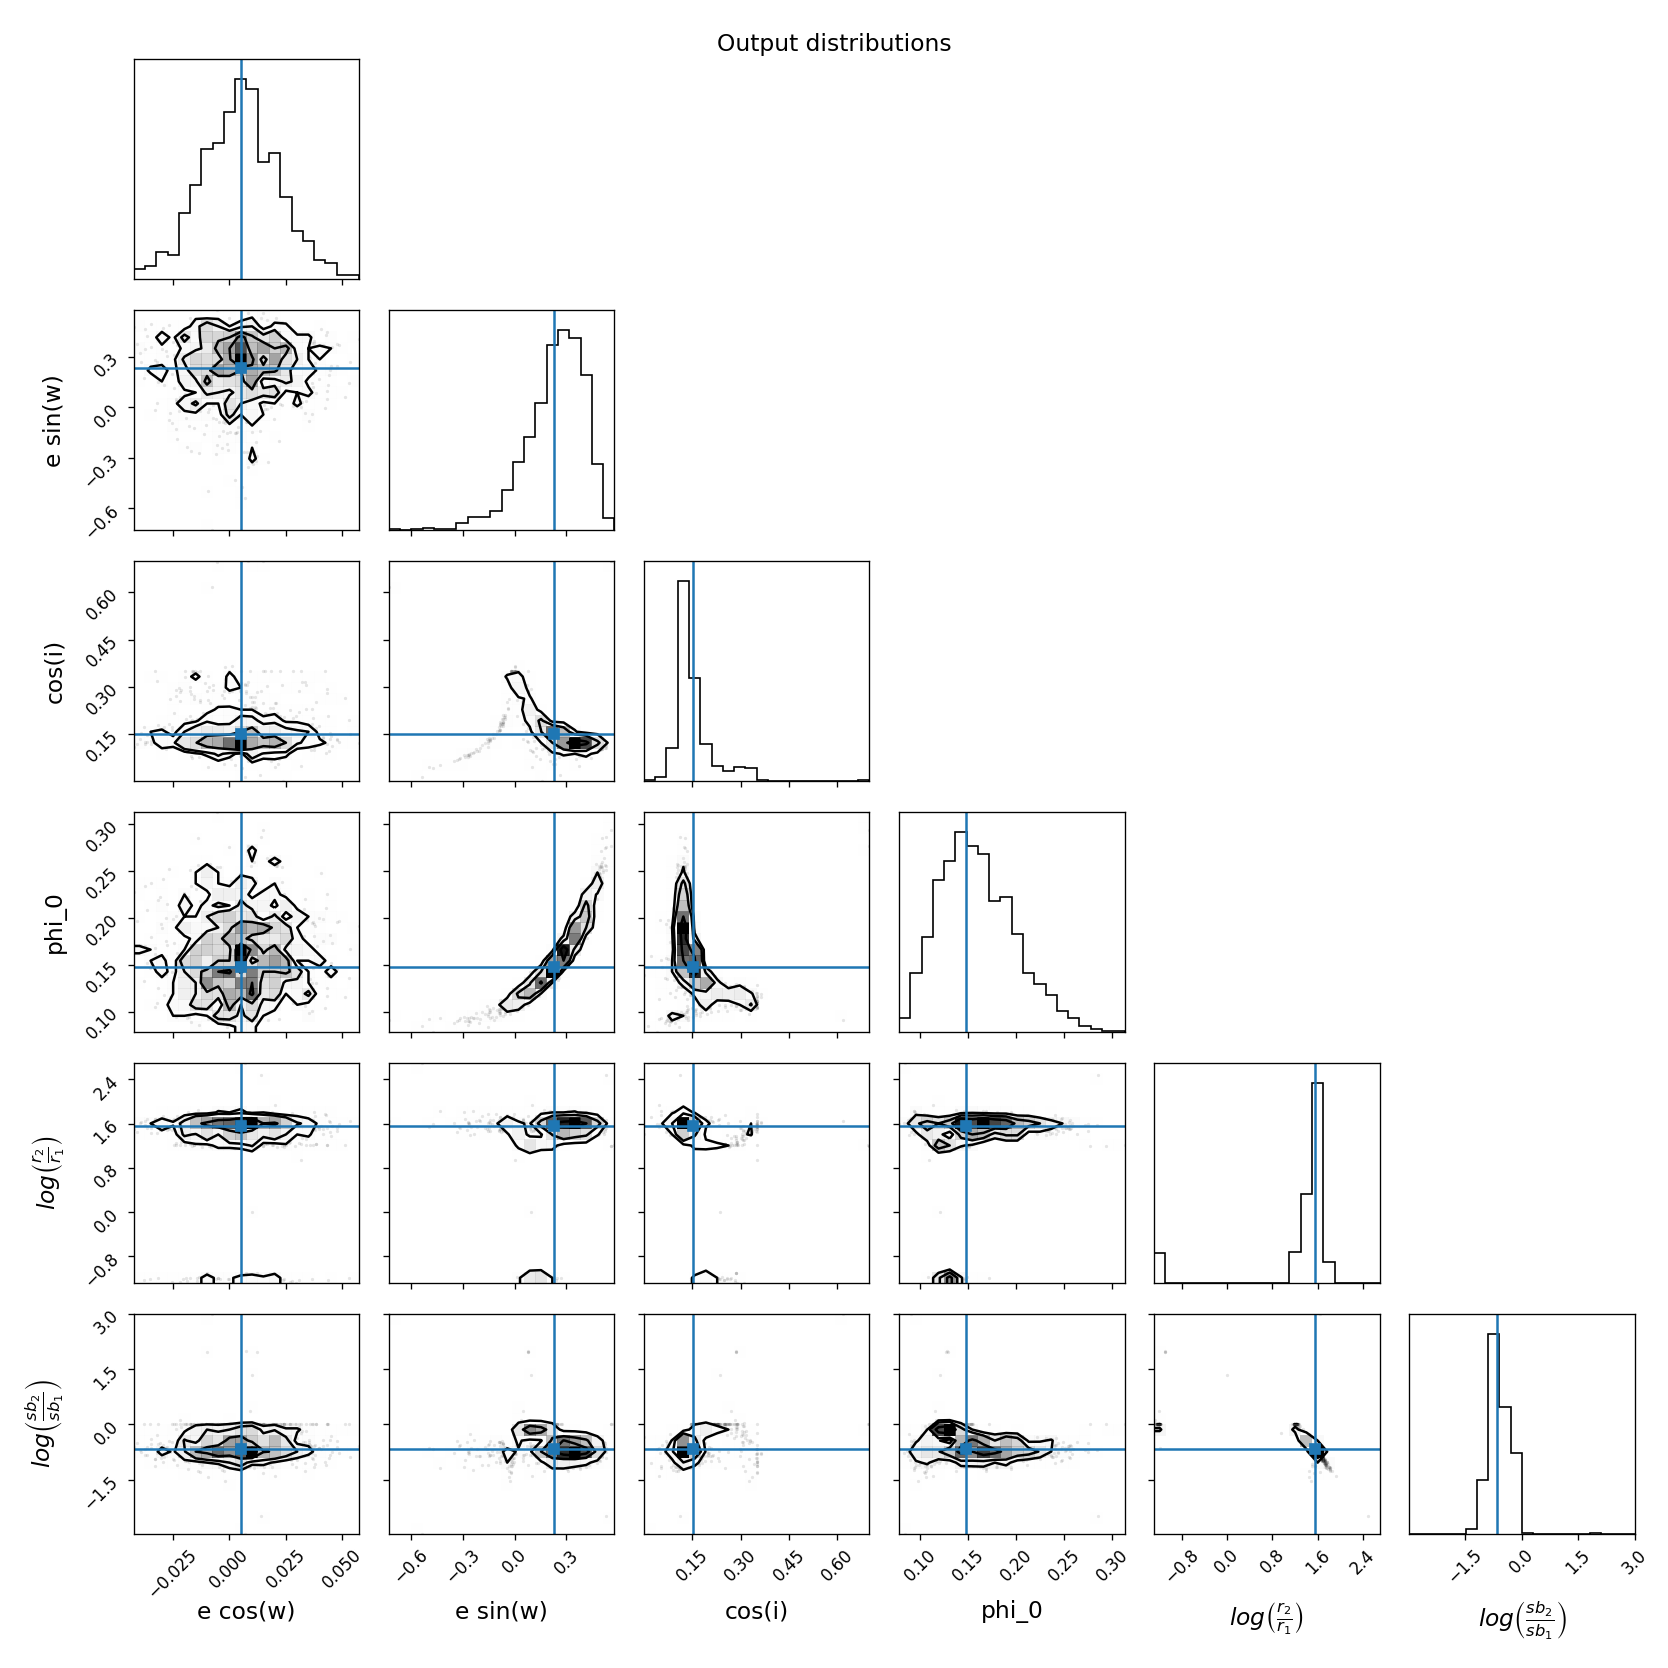 Output distributions
e sin(w)
0.3
0.0
−0.3
−0.6
cos(i)
0.60
0.45
0.30
0.15
phi_0
0.30
0.25
0.20
0.15
0.10
log(r2/r1)
2.4
1.6
0.8
0.0
−0.8
log(sb2/sb1)
3.0
1.5
0.0
−1.5
−0.025 0.000 0.025 0.050
−0.6 −0.3 0.0 0.3
0.15 0.30 0.45 0.60
0.10 0.15 0.20 0.25 0.30
−0.8 0.0 0.8 1.6 2.4
−1.5 0.0 1.5 3.0
e cos(w) e sin(w) cos(i) phi_0 log(r2/r1) log(sb2/sb1)